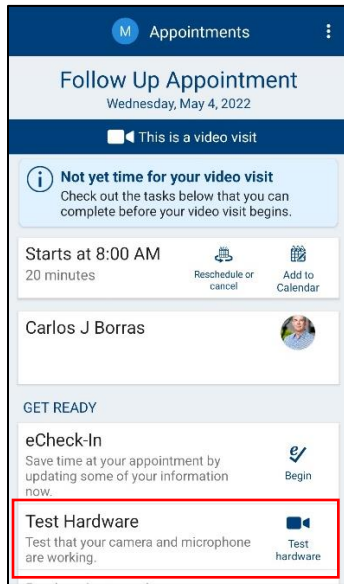 M Appointments
Follow Up Appointment
Wednesday, May 4, 2022
This is a video visit
Not yet time for your video visit
Check out the tasks
below that you can
complete before your video visit begins.
Starts at 8:00 AM
20 minutes
Reschedule or
cancel
Add to
Calendar
Carlos J Borras
GET READY
eCheck-In
Save time at your appointment by
updating some of your information
now.
Begin
Test Hardware
Test that your camera and microphone
are working.
Test
hardware